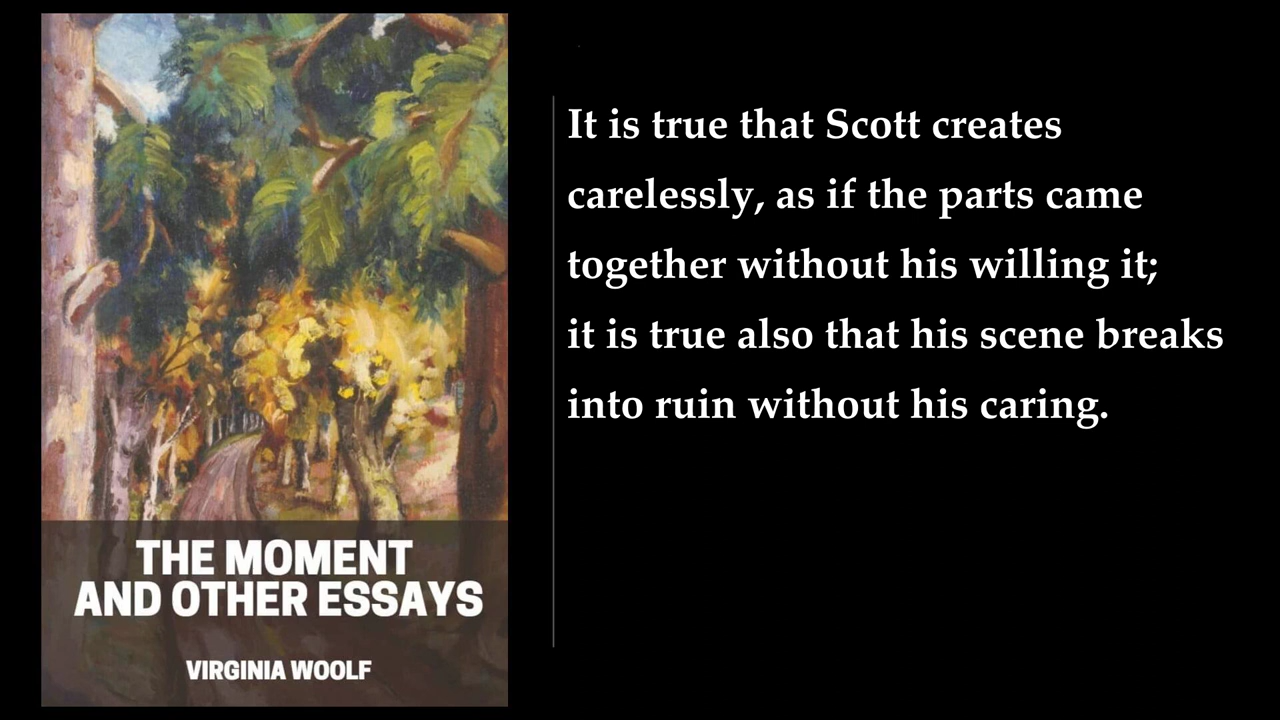 THE MOMENT
AND OTHER ESSAYS
VIRGINIA WOOLF
It is true that Scott creates
carelessly, as if the parts came
together without his willing it;
it is true also that his scene breaks
into ruin without his caring.